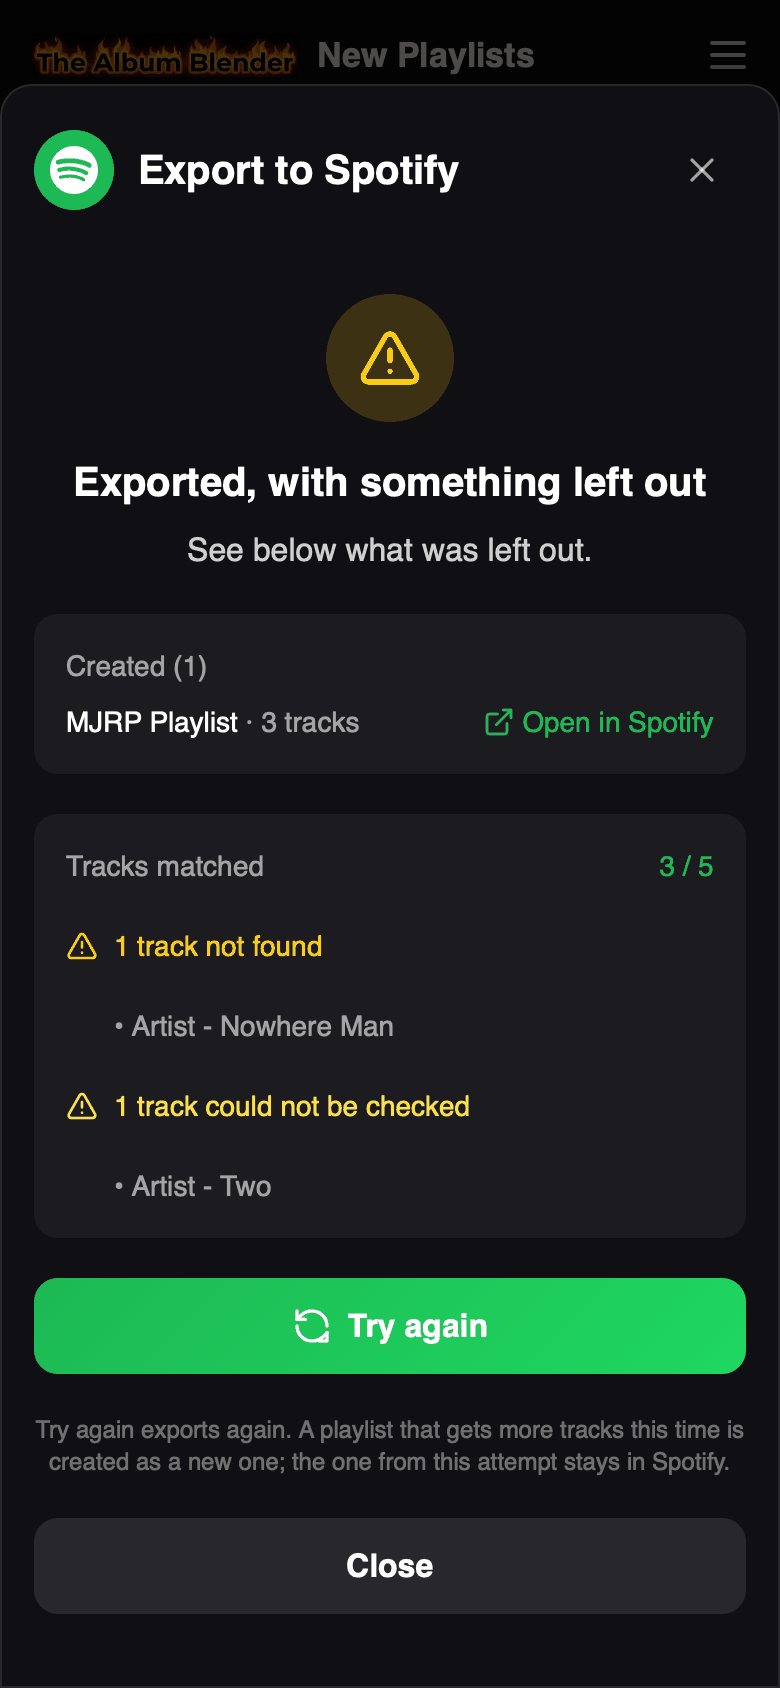 The Album Blender New Playlists
Export to Spotify
Exported, with something left out
See below what was left out.
Created (1)
MJRP Playlist · 3 tracks Open in Spotify
Tracks matched 3 / 5
1 track not found
• Artist - Nowhere Man
1 track could not be checked
• Artist - Two
Try again
Try again exports again. A playlist that gets more tracks this time is
created as a new one; the one from this attempt stays in Spotify.
Close